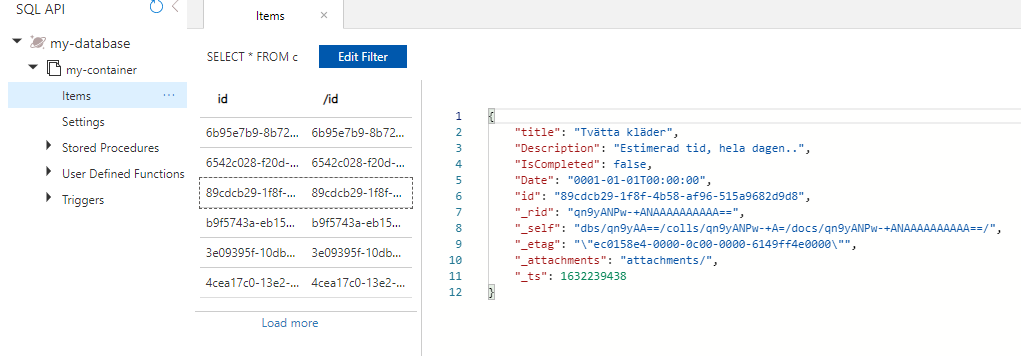 SQL API
my-database
my-container
Items
...
Settings
Stored Procedures
User Defined Functions
Triggers
Items ×
SELECT * FROM c Edit Filter
id /id
6b95e7b9-8b72... 6b95e7b9-8b72...
6542c028-f20d... 6542c028-f20d...
89cdcb29-1f8f-... 89cdcb29-1f8f-...
b9f5743a-eb15... b9f5743a-eb15...
3e09395f-10db... 3e09395f-10db...
4cea17c0-13e2-... 4cea17c0-13e2-...
Load more
1 {
2 "title": "Tvätta kläder",
3 "Description": "Estimerad tid, hela dagen..",
4 "IsCompleted": false,
5 "Date": "0001-01-01T00:00:00",
6 "id": "89cdcb29-1f8f-4b58-af96-515a9682d9d8",
7 "_rid": "qn9yANPw-+ANAAAAAAAAAA==",
8 "_self": "dbs/qn9yAA==/colls/qn9yANPw-+A=/docs/qn9yANPw-+ANAAAAAAAAAA==/",
9 "_etag": "\"ec0158e4-0000-0c00-0000-6149ff4e0000\"",
10 "_attachments": "attachments/",
11 "_ts": 1632239438
12 }